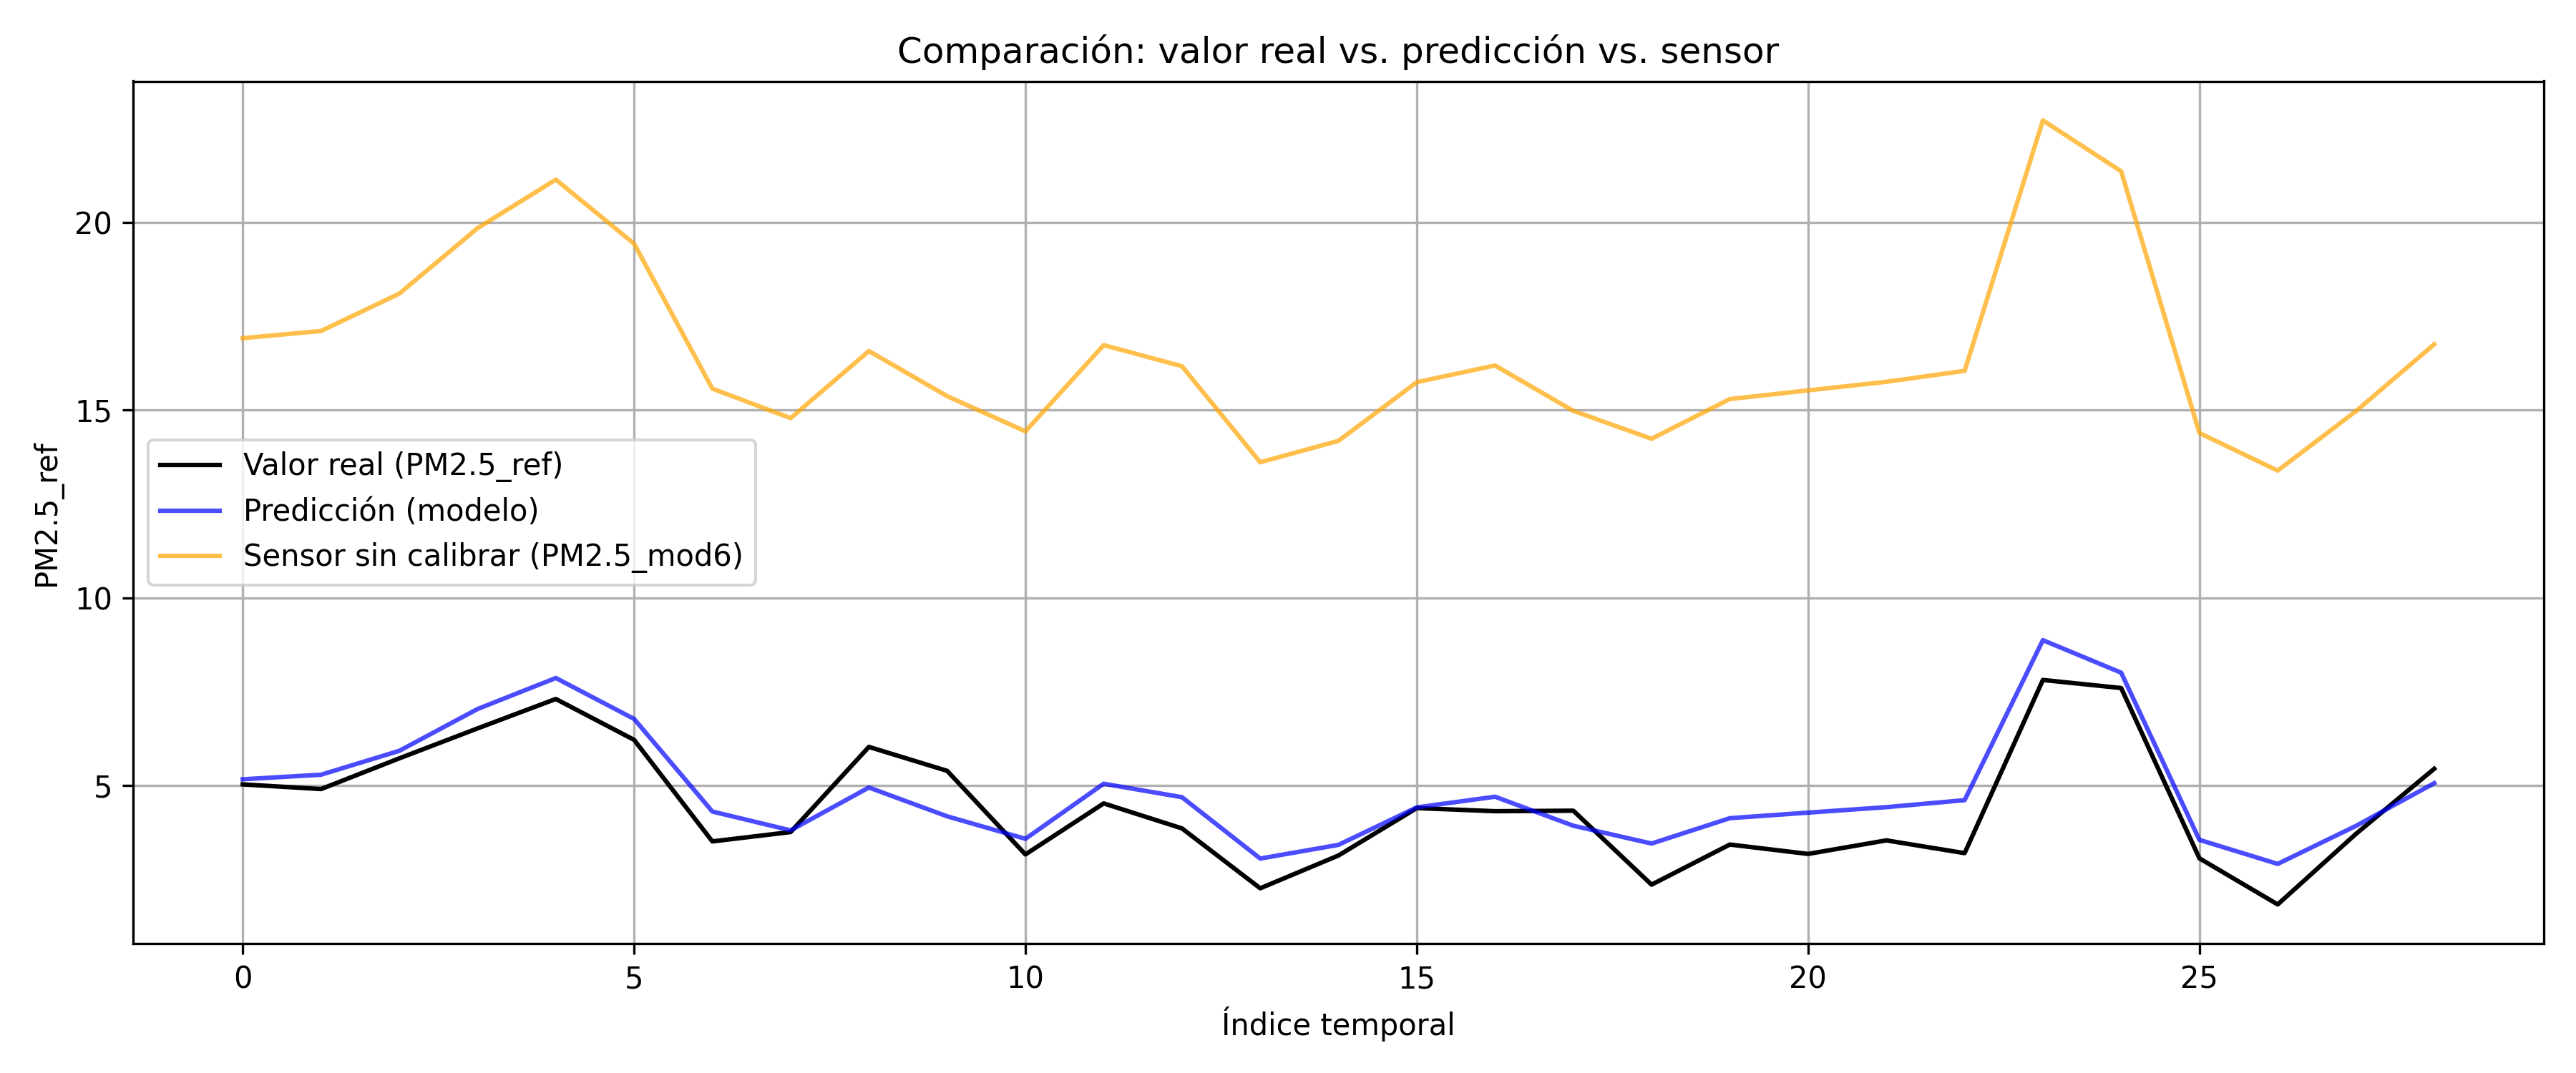 Comparación: valor real vs. predicción vs. sensor
PM2.5_ref
20
15
10
5
Valor real (PM2.5_ref)
Predicción (modelo)
Sensor sin calibrar (PM2.5_mod6)
0 5 10 15 20 25
Índice temporal